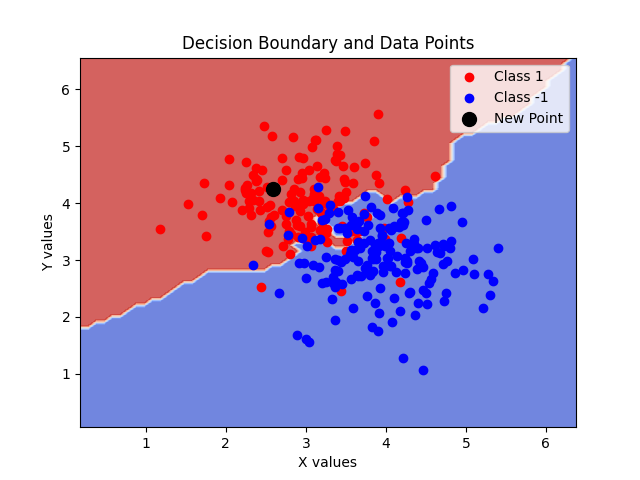 Decision Boundary and Data Points
Class 1
Class -1
New Point
6
5
4
3
2
1
Y values
1
2
3
4
5
6
X values